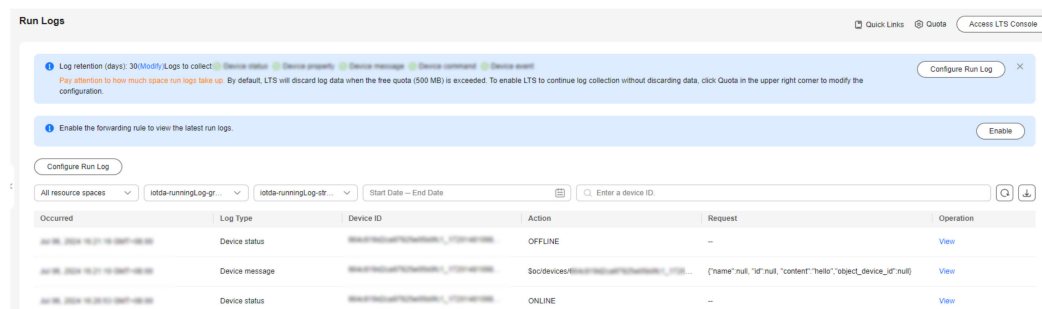 Run Logs
Quick Links Quota Access LTS Console
Log retention (days): 30(Modify)Logs to collect: Device status Device property Device message Device command Device event
Configure Run Log
Pay attention to how much space run logs take up. By default, LTS will discard log data when the free quota (500 MB) is exceeded. To enable LTS to continue log collection without discarding data, click Quota in the upper right corner to modify the
configuration.
Enable the forwarding rule to view the latest run logs.
Enable
Configure Run Log
All resource spaces iotda-runningLog-gr... iotda-runningLog-str... Start Date -- End Date Enter a device ID.
Occurred Log Type Device ID Action Request Operation
Device status OFFLINE -- View
Device message $oc/devices/ {"name":null, "id":null, "content":"hello","object_device_id":null} View
Device status ONLINE -- View